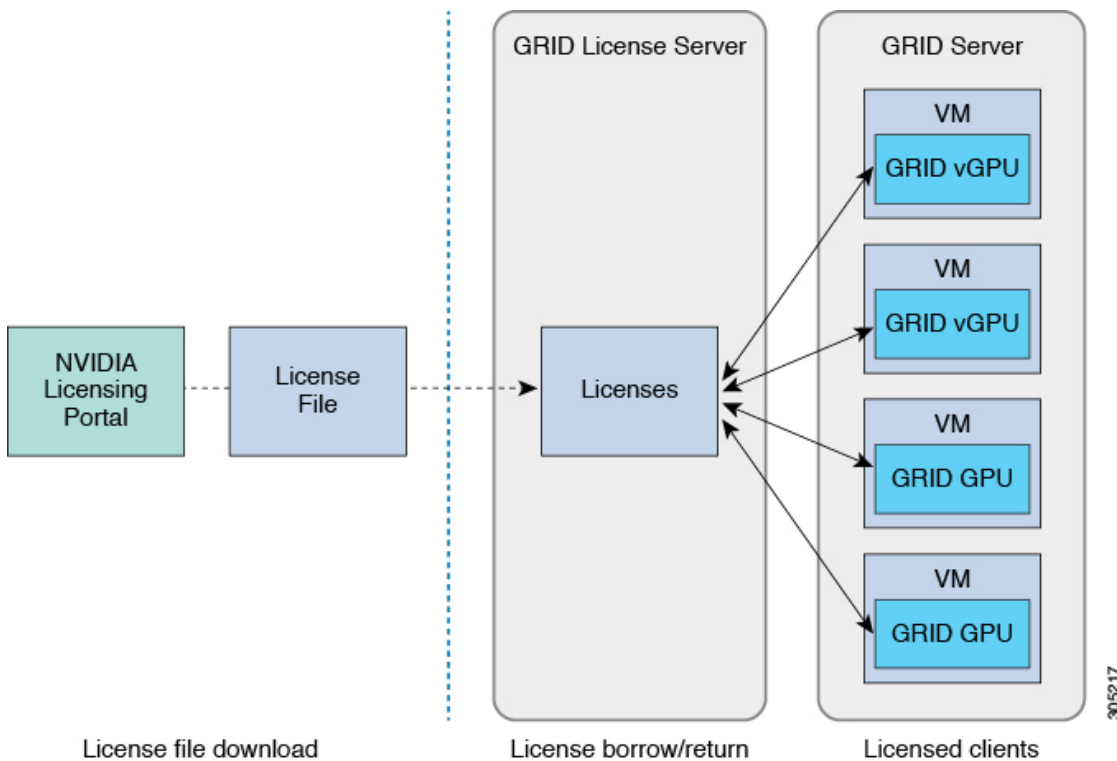 GRID License Server
GRID Server
VM
GRID vGPU
VM
GRID vGPU
NVIDIA
Licensing
Portal
License
File
Licenses
VM
GRID GPU
VM
GRID GPU
305217
License file download
License borrow/return
Licensed clients